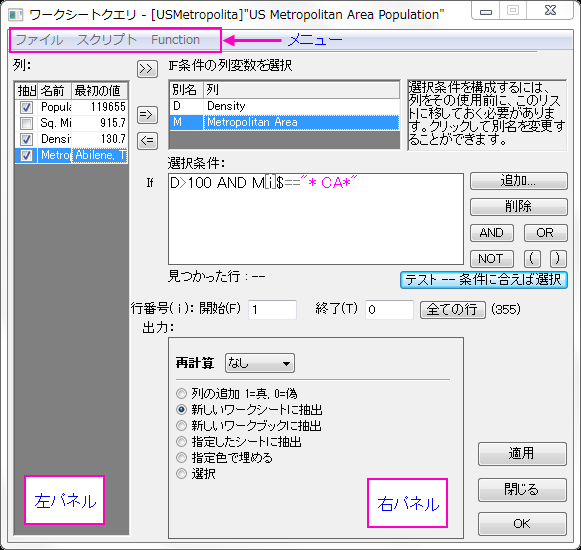 ワークシートクエリ - [USMetropolita]"US Metropolitan Area Population"
ファイル スクリプト Function
メニュー
列:
抽出 名前 最初の値
Popula 119655
Sq. Mi 915.7
Densi 130.7
Metrop Abilene, T
>>
=>
<=
IF条件の列変数を選択
別名 列
D Density
M Metropolitan Area
選択条件を構成するには、
列をその使用前に、このリス
トに移しておく必要がありま
す。クリックして別名を変更す
ることができます。
選択条件:
If
D>100 AND M[i]$=="* CA*"
追加...
削除
AND OR
NOT ( )
見つかった行 : --
テスト -- 条件に合えば選択
行番号(i): 開始(F) 1 終了(T) 0 全ての行 (355)
出力:
再計算 なし
列の追加 1=真, 0=偽
新しいワークシートに抽出
新しいワークブックに抽出
指定したシートに抽出
指定色で埋める
選択
適用
閉じる
OK
左パネル
右パネル